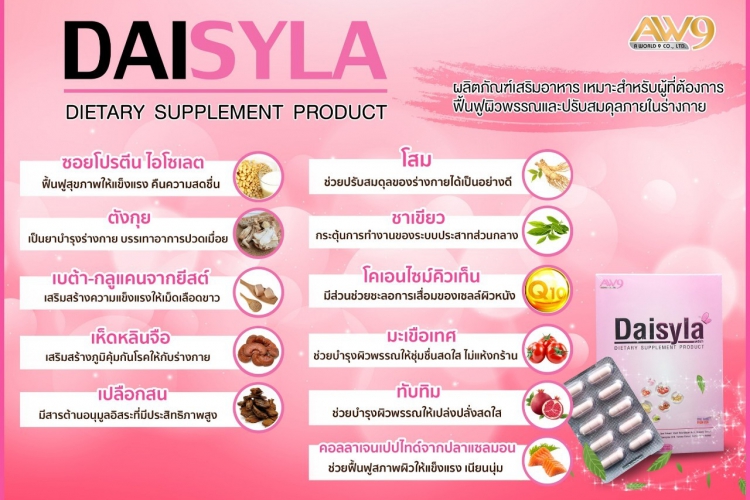 DAISYLA
DIETARY SUPPLEMENT PRODUCT
AW9
A WORLD 9 CO., LTD.
ผลิตภัณฑ์เสริมอาหาร เหมาะสำหรับผู้ที่ต้องการ
ฟื้นฟูผิวพรรณและปรับสมดุลภายในร่างกาย
ซอยโปรตีน ไอโซเลต
ฟื้นฟูสุขภาพให้แข็งแรง คืนความสดชื่น
ตังกุย
เป็นยาบำรุงร่างกาย บรรเทาอาการปวดเมื่อย
เบต้า-กลูแคนจากยีสต์
เสริมสร้างความแข็งแรงให้เม็ดเลือดขาว
เห็ดหลินจือ
เสริมสร้างภูมิคุ้มกันโรคให้กับร่างกาย
เปลือกสน
มีสารต้านอนุมูลอิสระที่มีประสิทธิภาพสูง
โสม
ช่วยปรับสมดุลของร่างกายได้เป็นอย่างดี
ชาเขียว
กระตุ้นการทำงานของระบบประสาทส่วนกลาง
โคเอนไซม์คิวเท็น
มีส่วนช่วยชะลอการเสื่อมของเซลล์ผิวหนัง
Q10
มะเขือเทศ
ช่วยบำรุงผิวพรรณให้ชุ่มชื่นสดใส ไม่แห้งกร้าน
ทับทิม
ช่วยบำรุงผิวพรรณให้เปล่งปลั่งสดใส
คอลลาเจนเปปไทด์จากปลาแซลมอน
ช่วยฟื้นฟูสภาพผิวให้แข็งแรง เนียนนุ่ม
AW9
Daisyla
DIETARY SUPPLEMENT PRODUCT